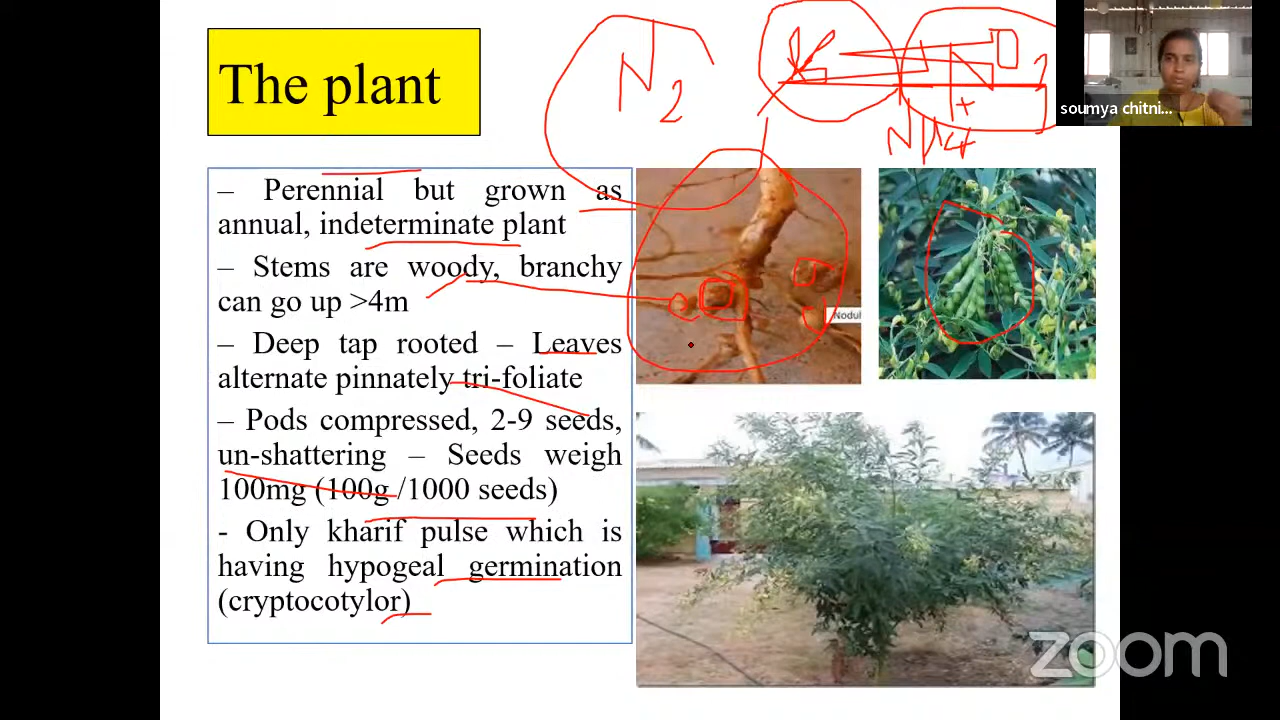 The plant
N2
NO3
NH4+
soumya chitni...
– Perennial but grown as
annual, indeterminate plant
– Stems are woody, branchy
can go up >4m
– Deep tap rooted – Leaves
alternate pinnately tri-foliate
– Pods compressed, 2-9 seeds,
un-shattering – Seeds weigh
100mg (100g /1000 seeds)
- Only kharif pulse which is
having hypogeal germination
(cryptocotylor)
zoom